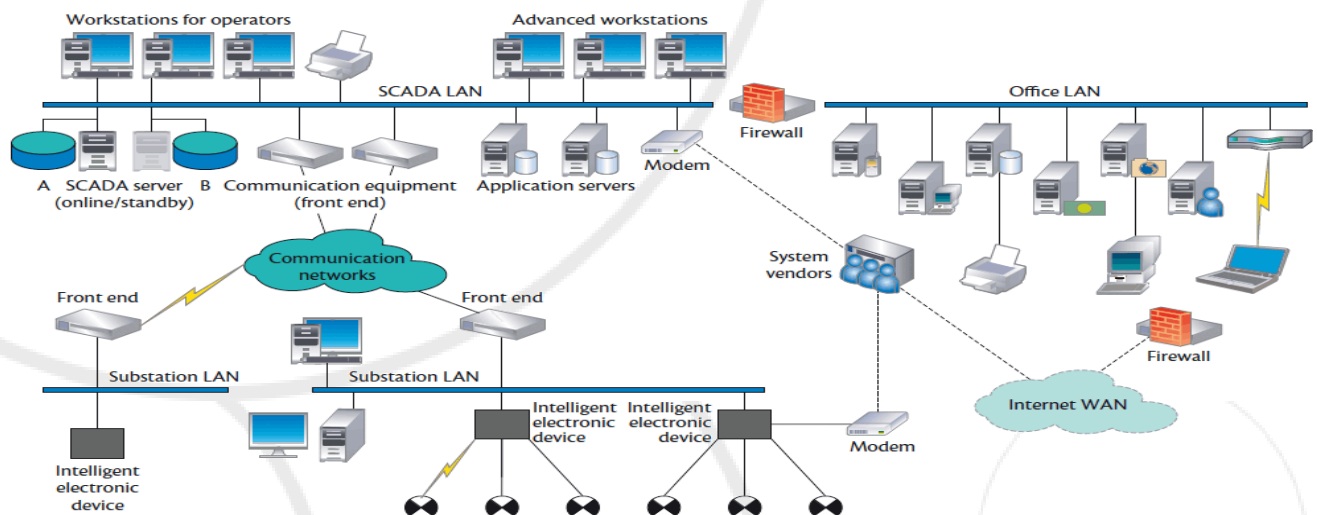 Workstations for operators
Advanced workstations
SCADA LAN
Office LAN
Firewall
Modem
A SCADA server B
(online/standby)
Communication equipment
(front end)
Application servers
Communication
networks
System
vendors
Front end
Front end
Firewall
Substation LAN
Substation LAN
Internet WAN
Intelligent
electronic
device
Intelligent
electronic
device
Modem
Intelligent
electronic
device